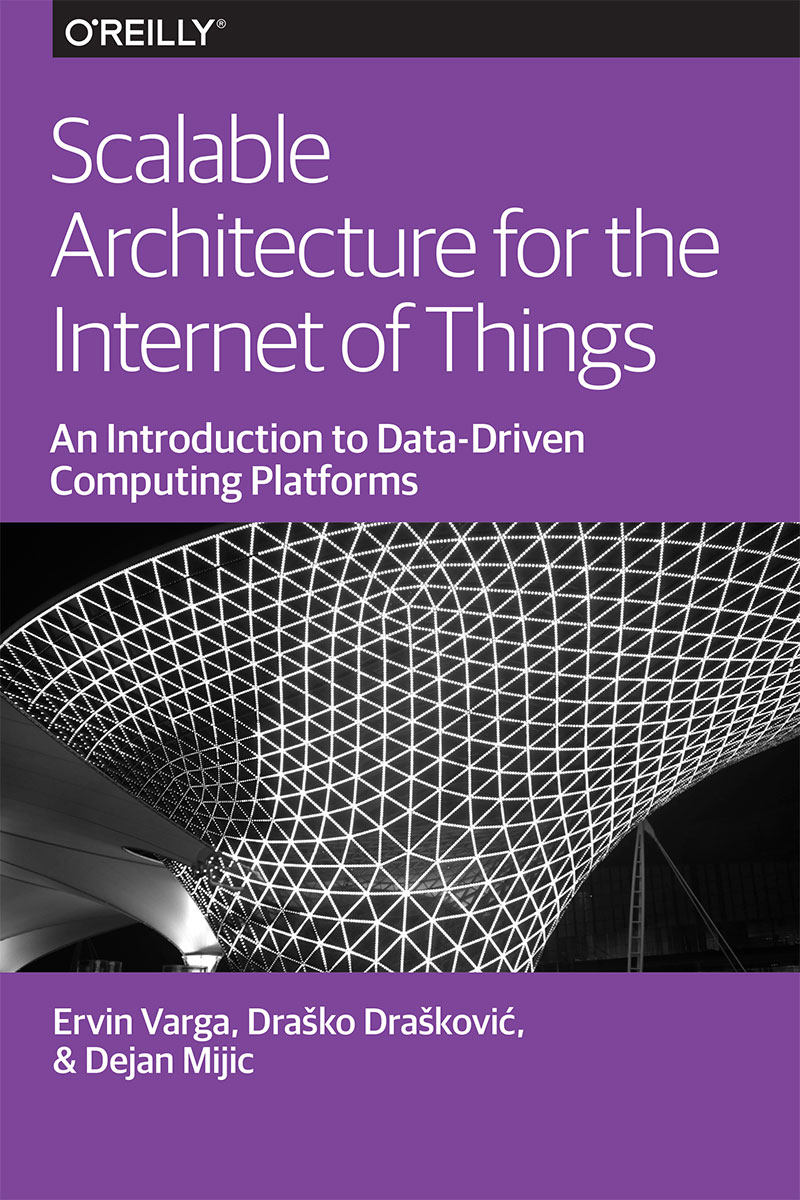 O'REILLY®
Scalable
Architecture for the
Internet of Things
An Introduction to Data-Driven
Computing Platforms
Ervin Varga, Draško Drašković,
& Dejan Mijic